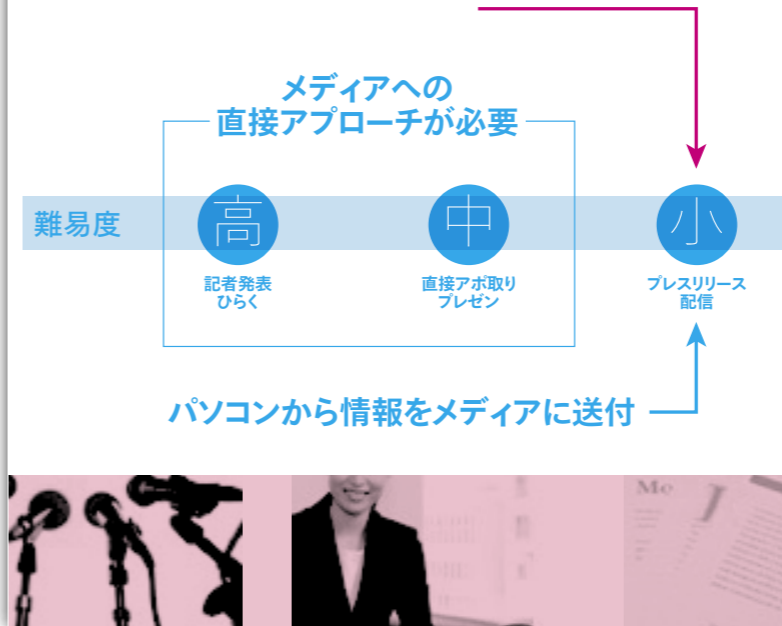 メディアへの
直接アプローチが必要
難易度
高
中
小
記者発表
ひらく
直接アポ取り
プレゼン
プレスリリース
配信
パソコンから情報をメディアに送付
Me